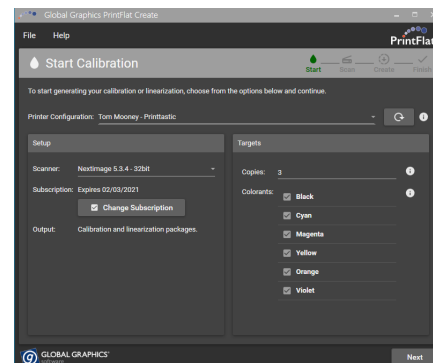 Global Graphics PrintFlat Create
File Help
PrintFlat
Start Calibration
Start Scan Create Finish
To start generating your calibration or linearization, choose from the options below and continue.
Printer Configuration: Tom Mooney - Printtastic
Setup
Targets
Scanner: Nextimage 5.3.4 - 32bit
Copies: 3
Subscription: Expires 02/03/2021
Colorants: Black
Change Subscription
Cyan
Output: Calibration and linearization packages.
Magenta
Yellow
Orange
Violet
GLOBAL GRAPHICS
software
Next